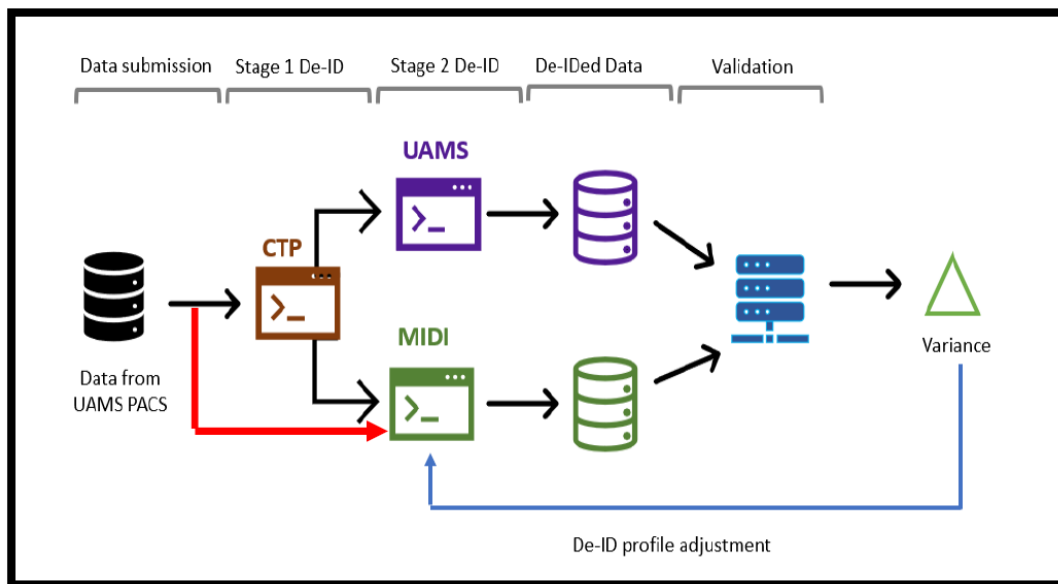 Data submission
Stage 1 De-ID
Stage 2 De-ID
De-IDed Data
Validation
UAMS
CTP
MIDI
Data from
UAMS PACS
Variance
De-ID profile adjustment